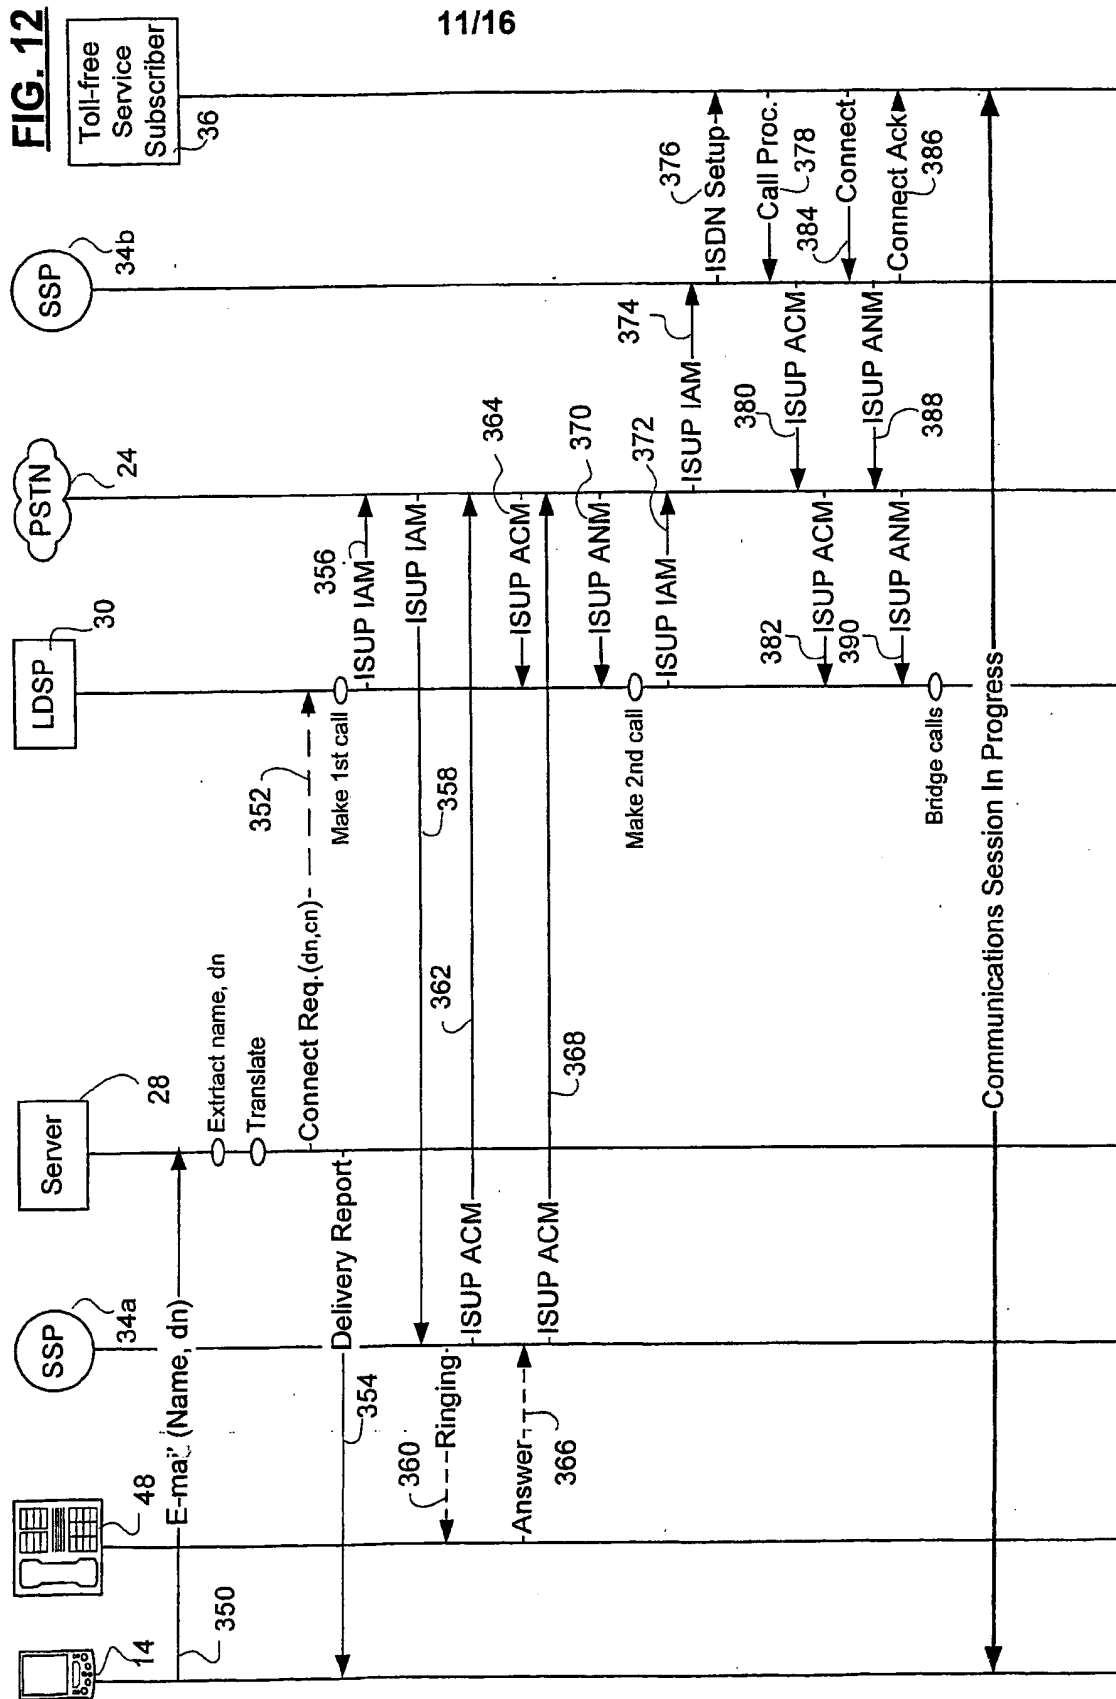 11/16
FIG. 12
14
48
SSP
34a
Server
28
LDSP
30
PSTN
24
SSP
34b
Toll-free
Service
Subscriber
36
350
E-mail (Name, dn)
Extrtact name, dn
Translate
Connect Req.(dn,cn)
352
Delivery Report
354
Make 1st call
ISUP IAM
356
ISUP IAM
358
Ringing
360
ISUP ACM
362
ISUP ACM
364
Answer
366
ISUP ACM
368
ISUP ANM
370
Make 2nd call
ISUP IAM
372
ISUP IAM
374
ISDN Setup
376
Call Proc.
378
ISUP ACM
380
ISUP ACM
382
Connect
384
Connect Ack
386
ISUP ANM
388
ISUP ANM
390
Bridge calls
Communications Session In Progress